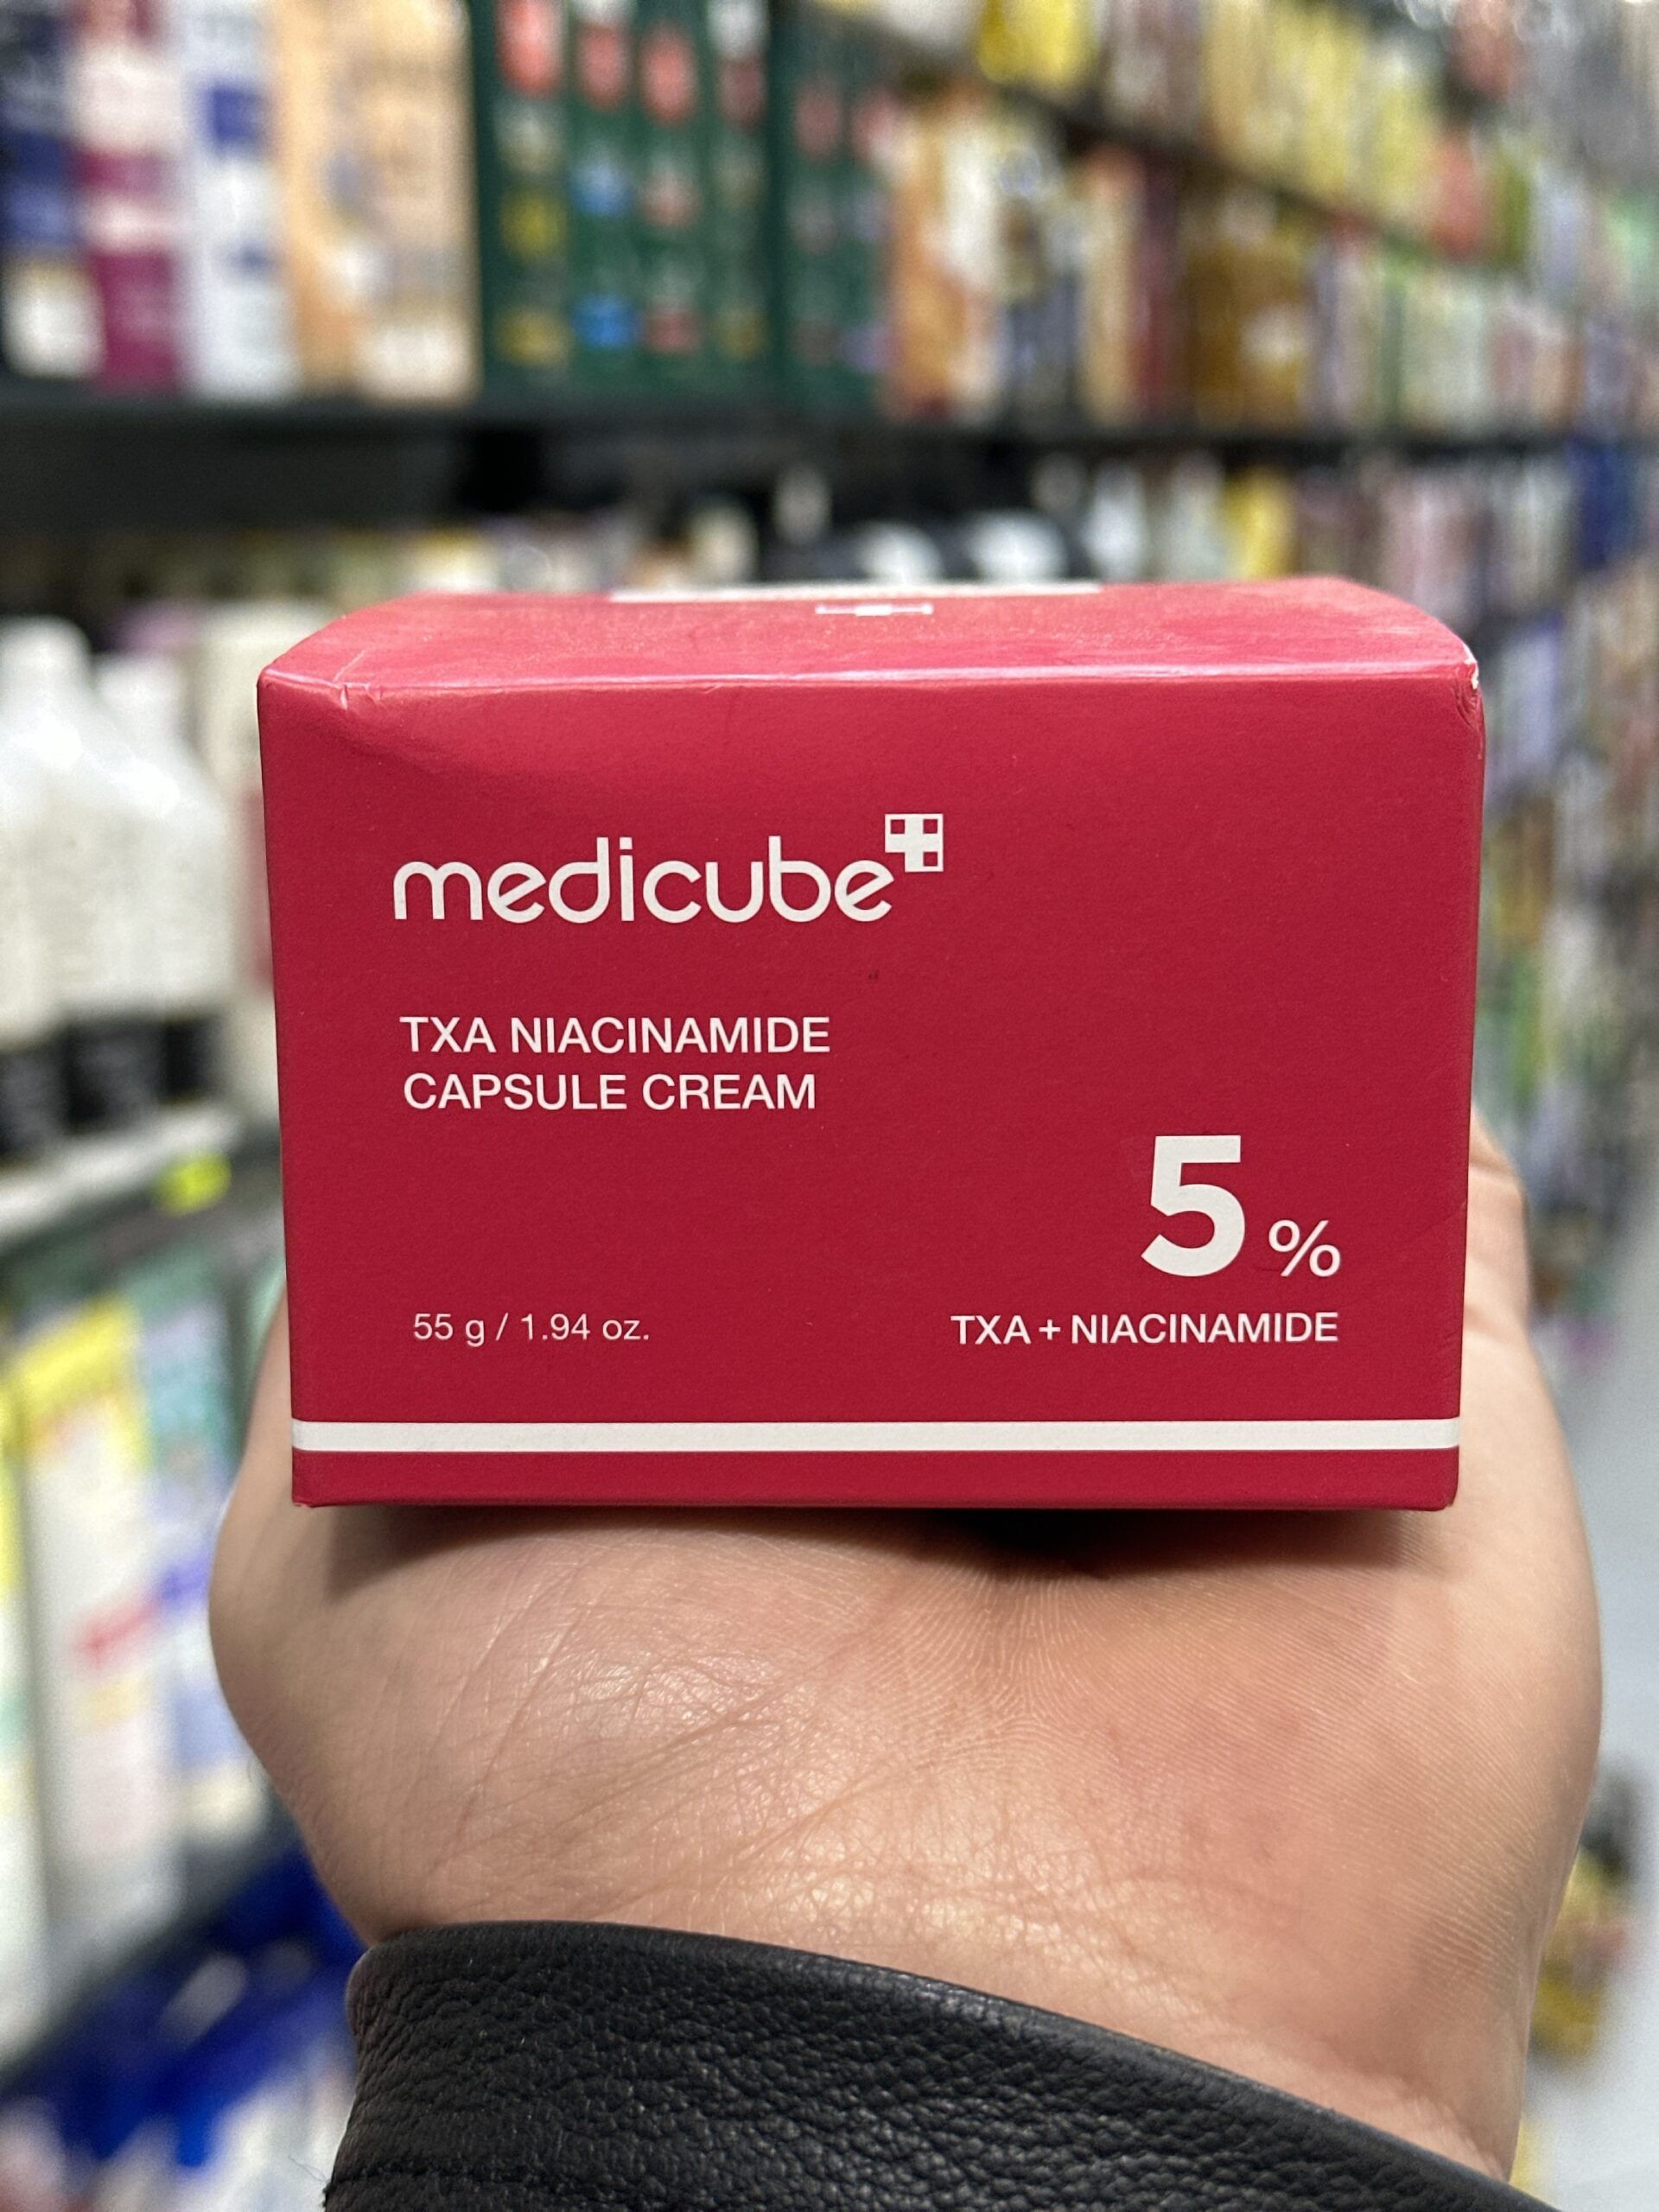 medicube
TXA NIACINAMIDE
CAPSULE CREAM
5 %
55 g / 1.94 oz.
TXA + NIACINAMIDE